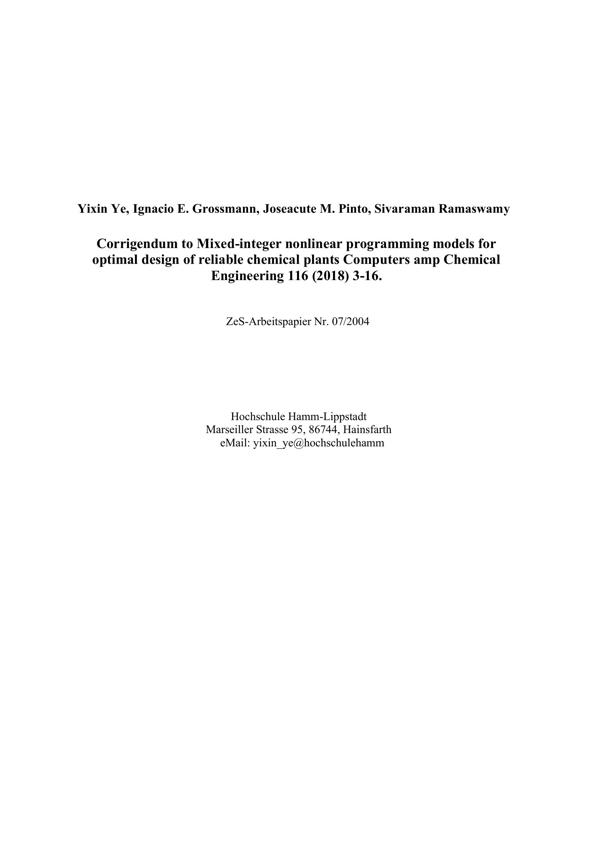 Yixin Ye, Ignacio E. Grossmann, Joseacute M. Pinto, Sivaraman Ramaswamy
Corrigendum to Mixed-integer nonlinear programming models for
optimal design of reliable chemical plants Computers amp Chemical
Engineering 116 (2018) 3-16.
ZeS-Arbeitspapier Nr. 07/2004
Hochschule Hamm-Lippstadt
Marseiller Strasse 95, 86744, Hainsfarth
eMail: yixin_ye@hochschulehamm